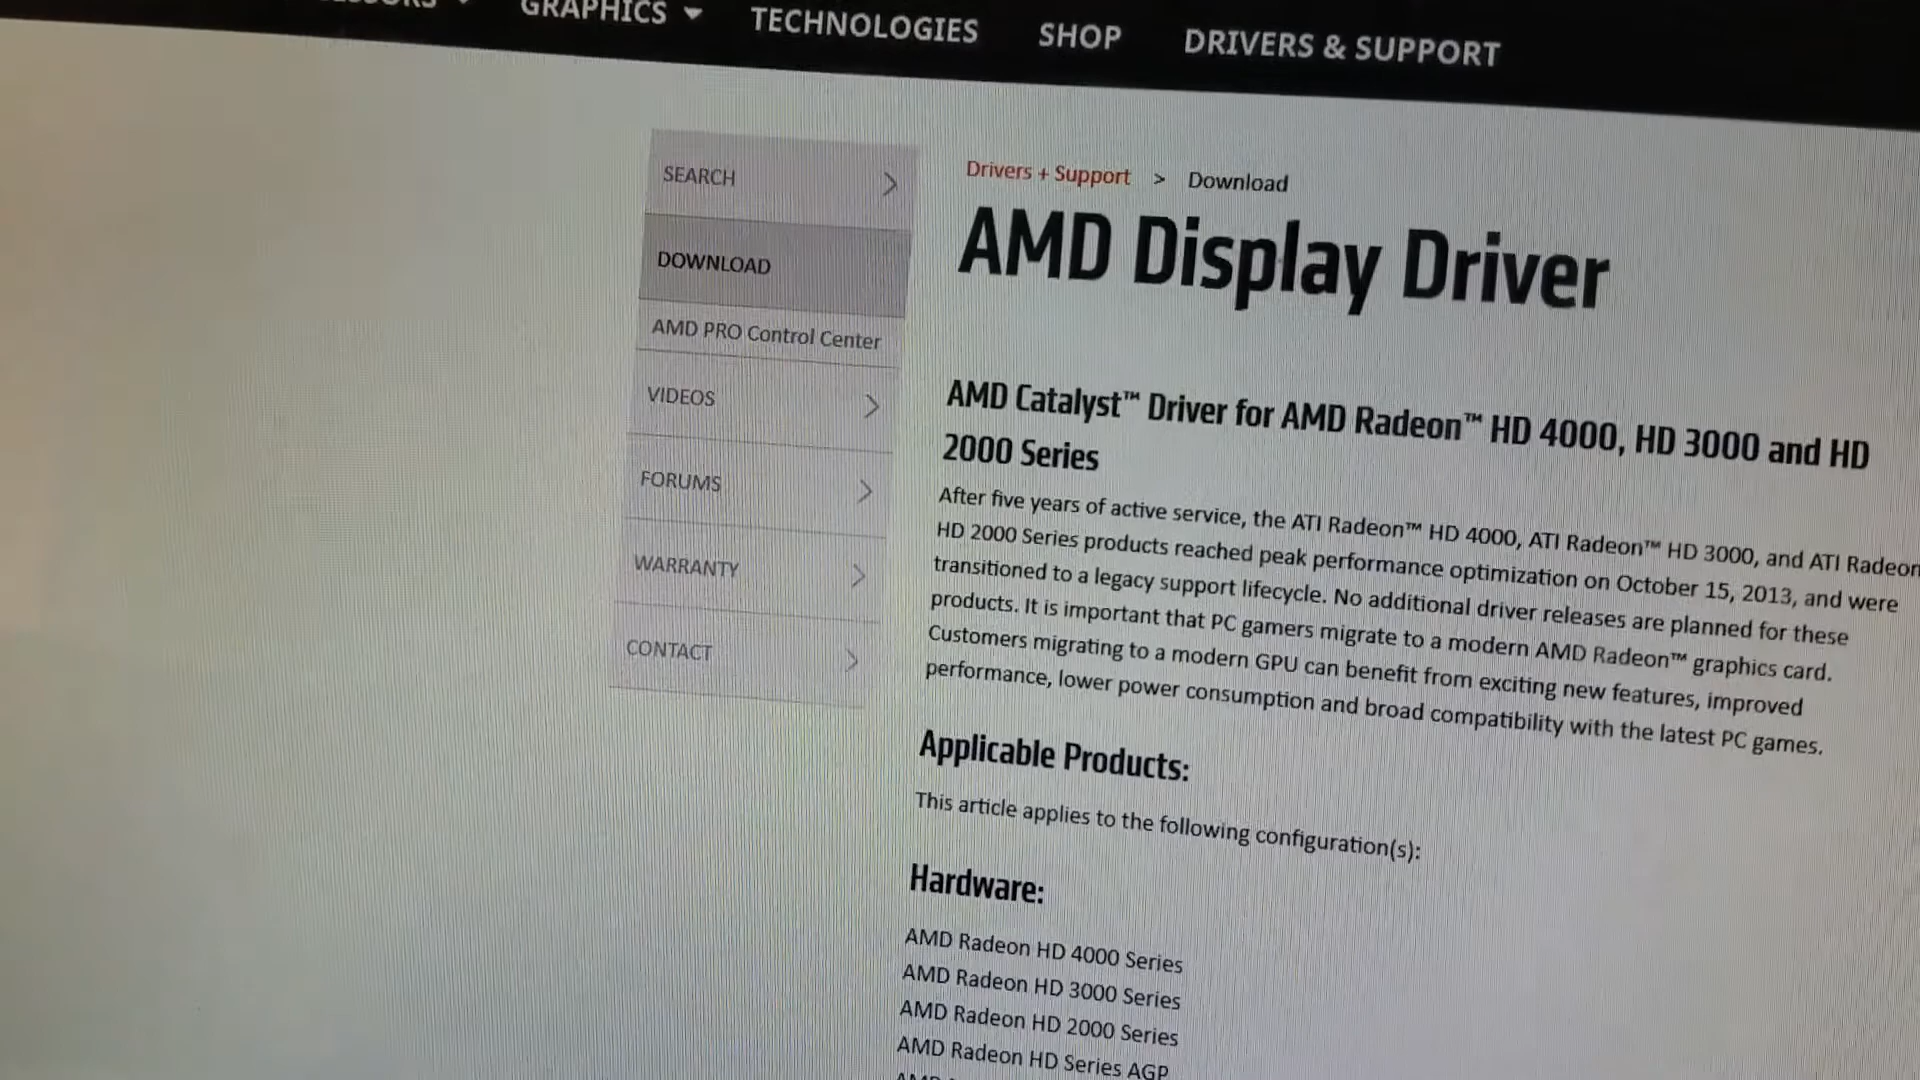 GRAPHICS
TECHNOLOGIES
SHOP
DRIVERS & SUPPORT
SEARCH
DOWNLOAD
AMD PRO Control Center
VIDEOS
FORUMS
WARRANTY
CONTACT
Drivers + Support > Download
AMD Display Driver
AMD Catalyst™ Driver for AMD Radeon™ HD 4000, HD 3000 and HD
2000 Series
After five years of active service, the ATI Radeon™ HD 4000, ATI Radeon™ HD 3000, and ATI Radeon
HD 2000 Series products reached peak performance optimization on October 15, 2013, and were
transitioned to a legacy support lifecycle. No additional driver releases are planned for these
products. It is important that PC gamers migrate to a modern AMD Radeon™ graphics card.
Customers migrating to a modern GPU can benefit from exciting new features, improved
performance, lower power consumption and broad compatibility with the latest PC games.
Applicable Products:
This article applies to the following configuration(s):
Hardware:
AMD Radeon HD 4000 Series
AMD Radeon HD 3000 Series
AMD Radeon HD 2000 Series
AMD Radeon HD Series AGP